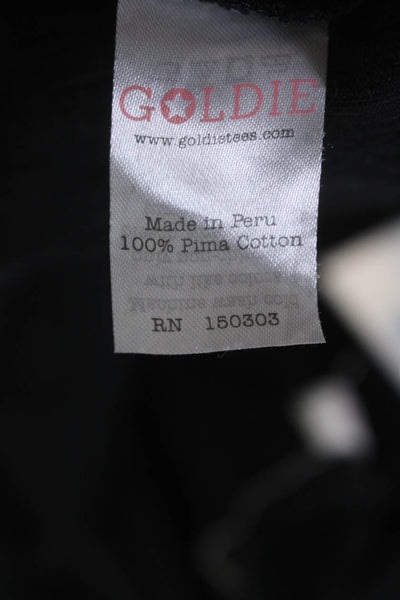 GOLDIE
www.goldietees.com
Made in Peru
100% Pima Cotton
RN 150303